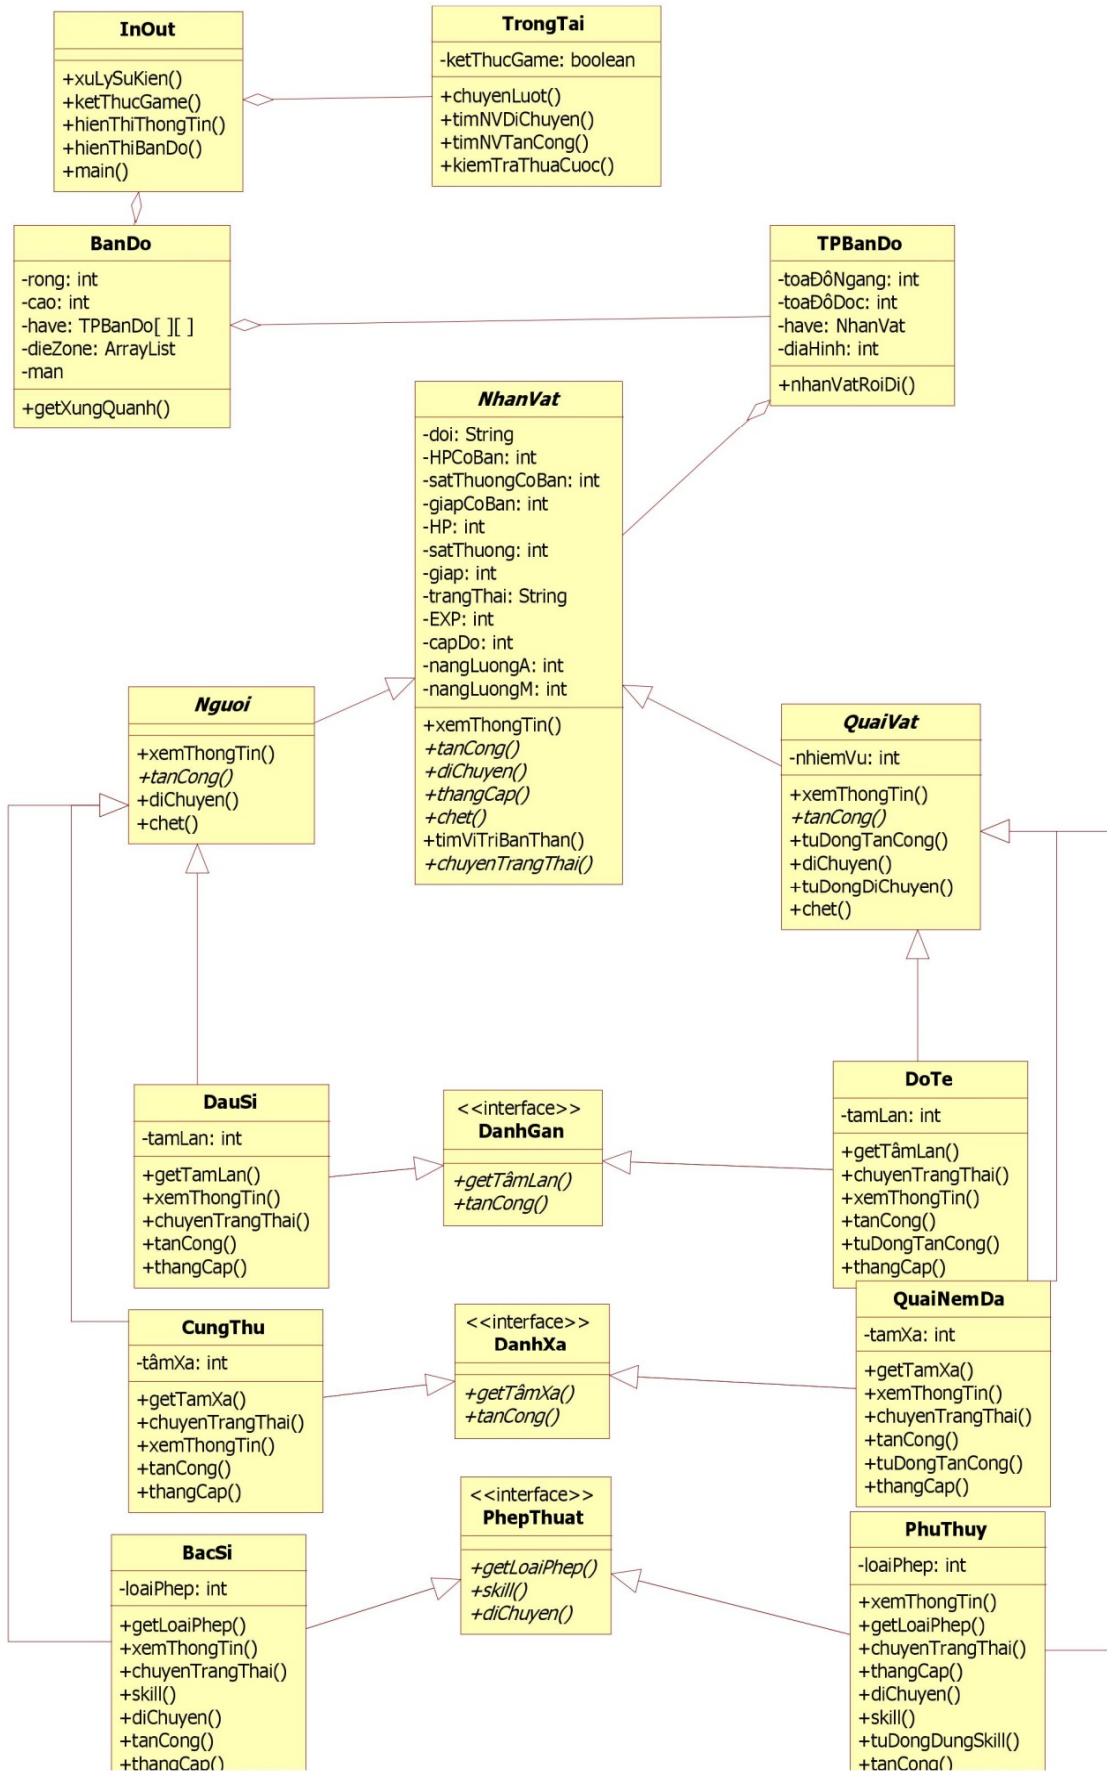 InOut
+xuLySuKien()
+ketThucGame()
+hienThiThongTin()
+hienThiBanDo()
+main()
TrongTai
-ketThucGame: boolean
+chuyenLuot()
+timNVDiChuyen()
+timNVTanCong()
+kiemTraThuaCuoc()
BanDo
-rong: int
-cao: int
-have: TPBanDo[ ][ ]
-dieZone: ArrayList
-man
+getXungQuanh()
TPBanDo
-toaĐôNgang: int
-toaĐôDoc: int
-have: NhanVat
-diaHinh: int
+nhanVatRoiDi()
NhanVat
-doi: String
-HPCoBan: int
-satThuongCoBan: int
-giapCoBan: int
-HP: int
-satThuong: int
-giap: int
-trangThai: String
-EXP: int
-capDo: int
-nangLuongA: int
-nangLuongM: int
+xemThongTin()
+tanCong()
+diChuyen()
+thangCap()
+chet()
+timViTriBanThan()
+chuyenTrangThai()
Nguoi
+xemThongTin()
+tanCong()
+diChuyen()
+chet()
QuaiVat
-nhiemVu: int
+xemThongTin()
+tanCong()
+tuDongTanCong()
+diChuyen()
+tuDongDiChuyen()
+chet()
DauSi
-tamLan: int
+getTamLan()
+xemThongTin()
+chuyenTrangThai()
+tanCong()
+thangCap()
<<interface>>
DanhGan
+getTâmLan()
+tanCong()
DoTe
-tamLan: int
+getTâmLan()
+chuyenTrangThai()
+xemThongTin()
+tanCong()
+tuDongTanCong()
+thangCap()
CungThu
-tâmXa: int
+getTamXa()
+chuyenTrangThai()
+xemThongTin()
+tanCong()
+thangCap()
<<interface>>
DanhXa
+getTâmXa()
+tanCong()
QuaiNemDa
-tamXa: int
+getTamXa()
+xemThongTin()
+chuyenTrangThai()
+tanCong()
+tuDongTanCong()
+thangCap()
<<interface>>
PhepThuat
+getLoaiPhep()
+skill()
+diChuyen()
BacSi
-loaiPhep: int
+getLoaiPhep()
+xemThongTin()
+chuyenTrangThai()
+skill()
+diChuyen()
+tanCong()
+thangCap()
PhuThuy
-loaiPhep: int
+xemThongTin()
+getLoaiPhep()
+chuyenTrangThai()
+thangCap()
+diChuyen()
+skill()
+tuDongDungSkill()
+tanCong()